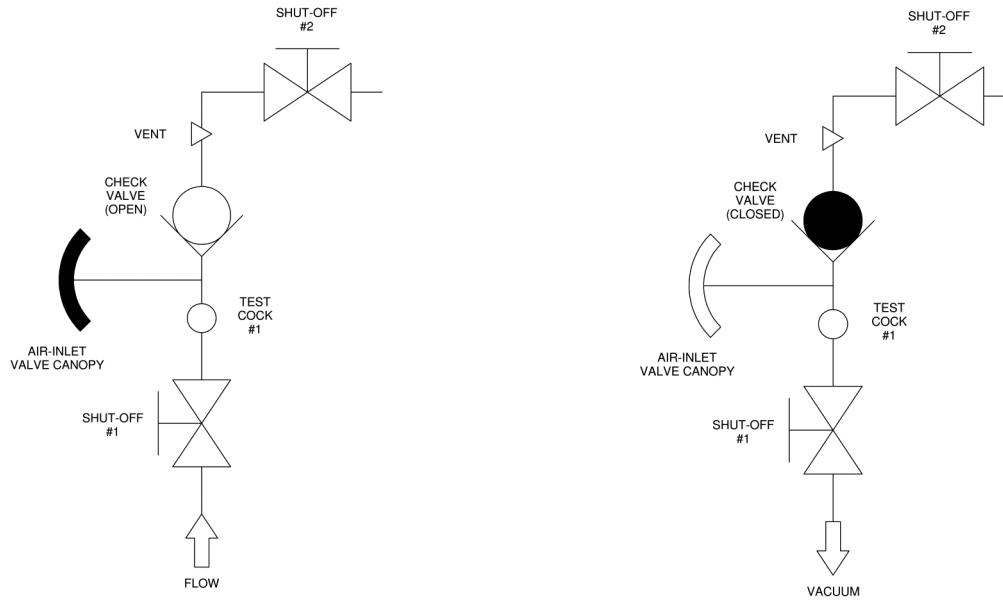 SHUT-OFF
#2
VENT
CHECK
VALVE
(OPEN)
TEST
COCK
#1
AIR-INLET
VALVE CANOPY
SHUT-OFF
#1
FLOW
SHUT-OFF
#2
VENT
CHECK
VALVE
(CLOSED)
TEST
COCK
#1
AIR-INLET
VALVE CANOPY
SHUT-OFF
#1
VACUUM